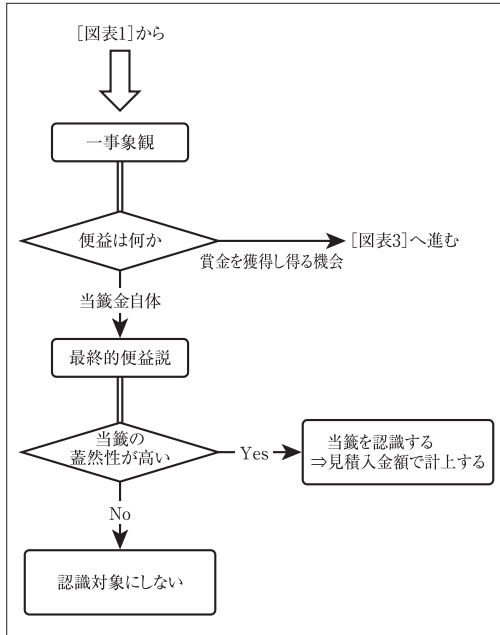 [図表1]から
一事象観
便益は何か
[図表3]へ進む
賞金を獲得し得る機会
当籤金自体
最終的便益説
当籤の
蓋然性が高い
Yes
当籤を認識する
⇒見積入金額で計上する
No
認識対象にしない